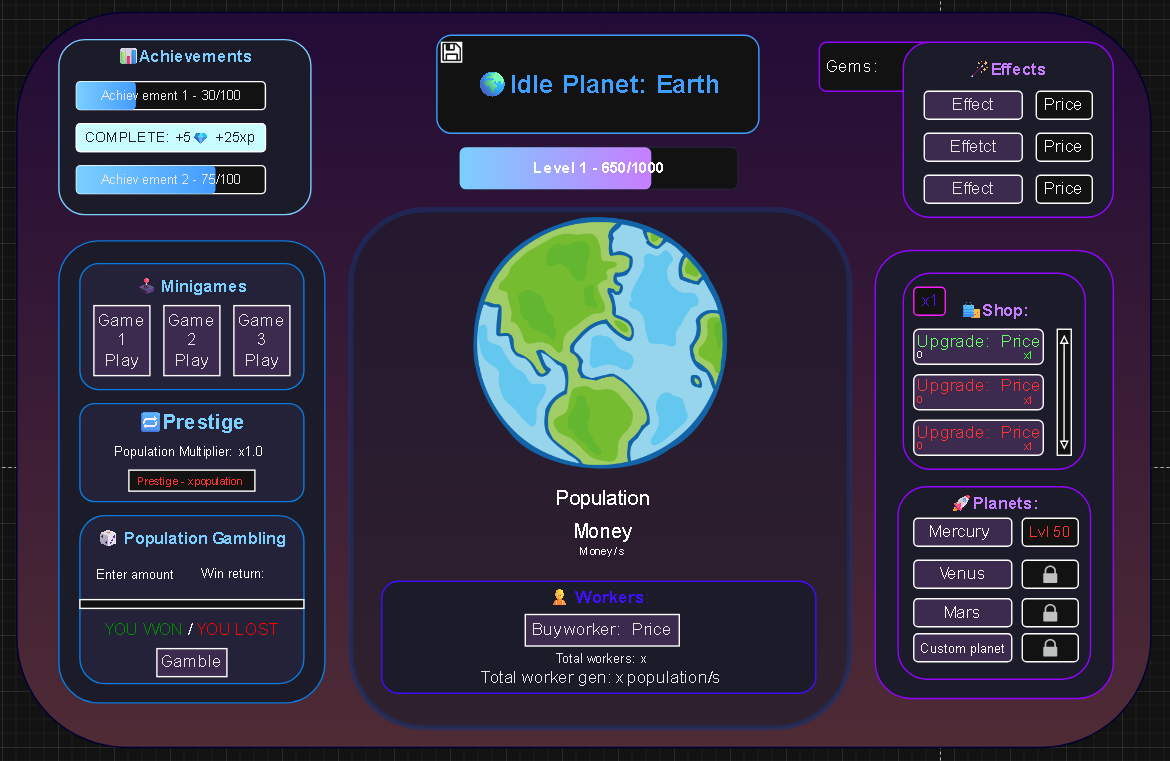 Achievements
Achiev ement 1 - 30/100
COMPLETE: +5 💎 +25xp
Achiev ement 2 - 75/100
Idle Planet: Earth
Level 1 - 650/1000
Gems:
Effects
Effect Price
Effetct Price
Effect Price
Minigames
Game 1 Play
Game 2 Play
Game 3 Play
Prestige
Population Multiplier: x1.0
Prestige - xpopulation
Population Gambling
Enter amount Win return:
YOU WON / YOU LOST
Gamble
Population
Money
Money/s
Workers:
Buyworker: Price
Total workers: x
Total worker gen: x population/s
x1
Shop:
Upgrade: Price
0 x1
Upgrade: Price
0 x1
Upgrade: Price
0 x1
Planets:
Mercury Lvl 50
Venus
Mars
Custom planet